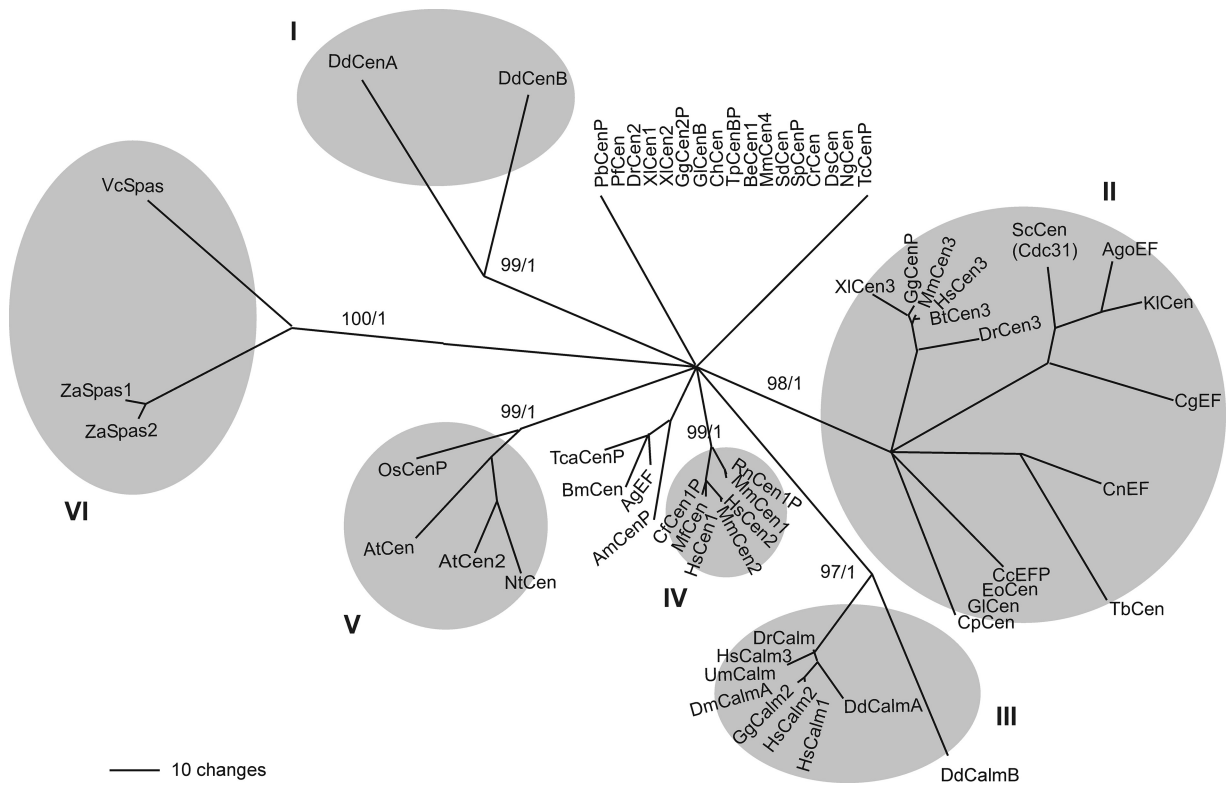 I
DdCenA
DdCenB
PbCenP
PfCen
DrCen2
XlCen1
XlCen2
GgCen2P
GlCenB
ChCen
TpCenBP
BeCen1
MmCen4
SdCen
SpCenP
CrCen
DsCen
NgCen
TcCenP
II
VcSpas
99/1
XlCen3
GgCenP
MmCen3
HsCen3
BtCen3
DrCen3
ScCen
(Cdc31)
AgoEF
KlCen
100/1
98/1
ZaSpas1
ZaSpas2
CgEF
VI
99/1
OsCenP
AtCen
AtCen2
NtCen
V
TcaCenP
BmCen
AgEF
AmCenP
99/1
CfCen1P
MfCen
HsCen1
RnCen1P
MmCen1
HsCen2
MmCen2
IV
CnEF
CcEFP
EoCen
GlCen
CpCen
TbCen
97/1
DrCalm
HsCalm3
UmCalm
DmCalmA
GgCalm2
HsCalm2
HsCalm1
DdCalmA
III
DdCalmB
10 changes